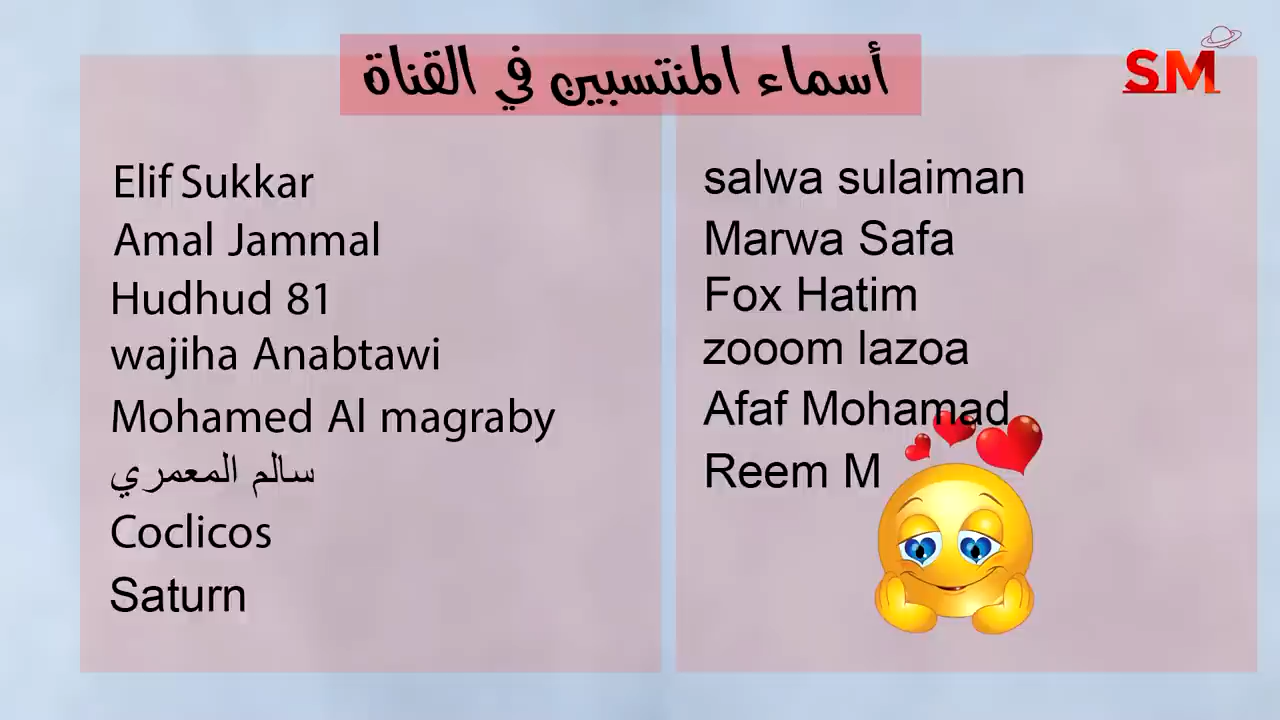 أسماء المنتسبين في القناة
SM
Elif Sukkar
Amal Jammal
Hudhud 81
wajiha Anabtawi
Mohamed Al magraby
سالم المعمري
Coclicos
Saturn
salwa sulaiman
Marwa Safa
Fox Hatim
zooom lazoa
Afaf Mohamad
Reem M